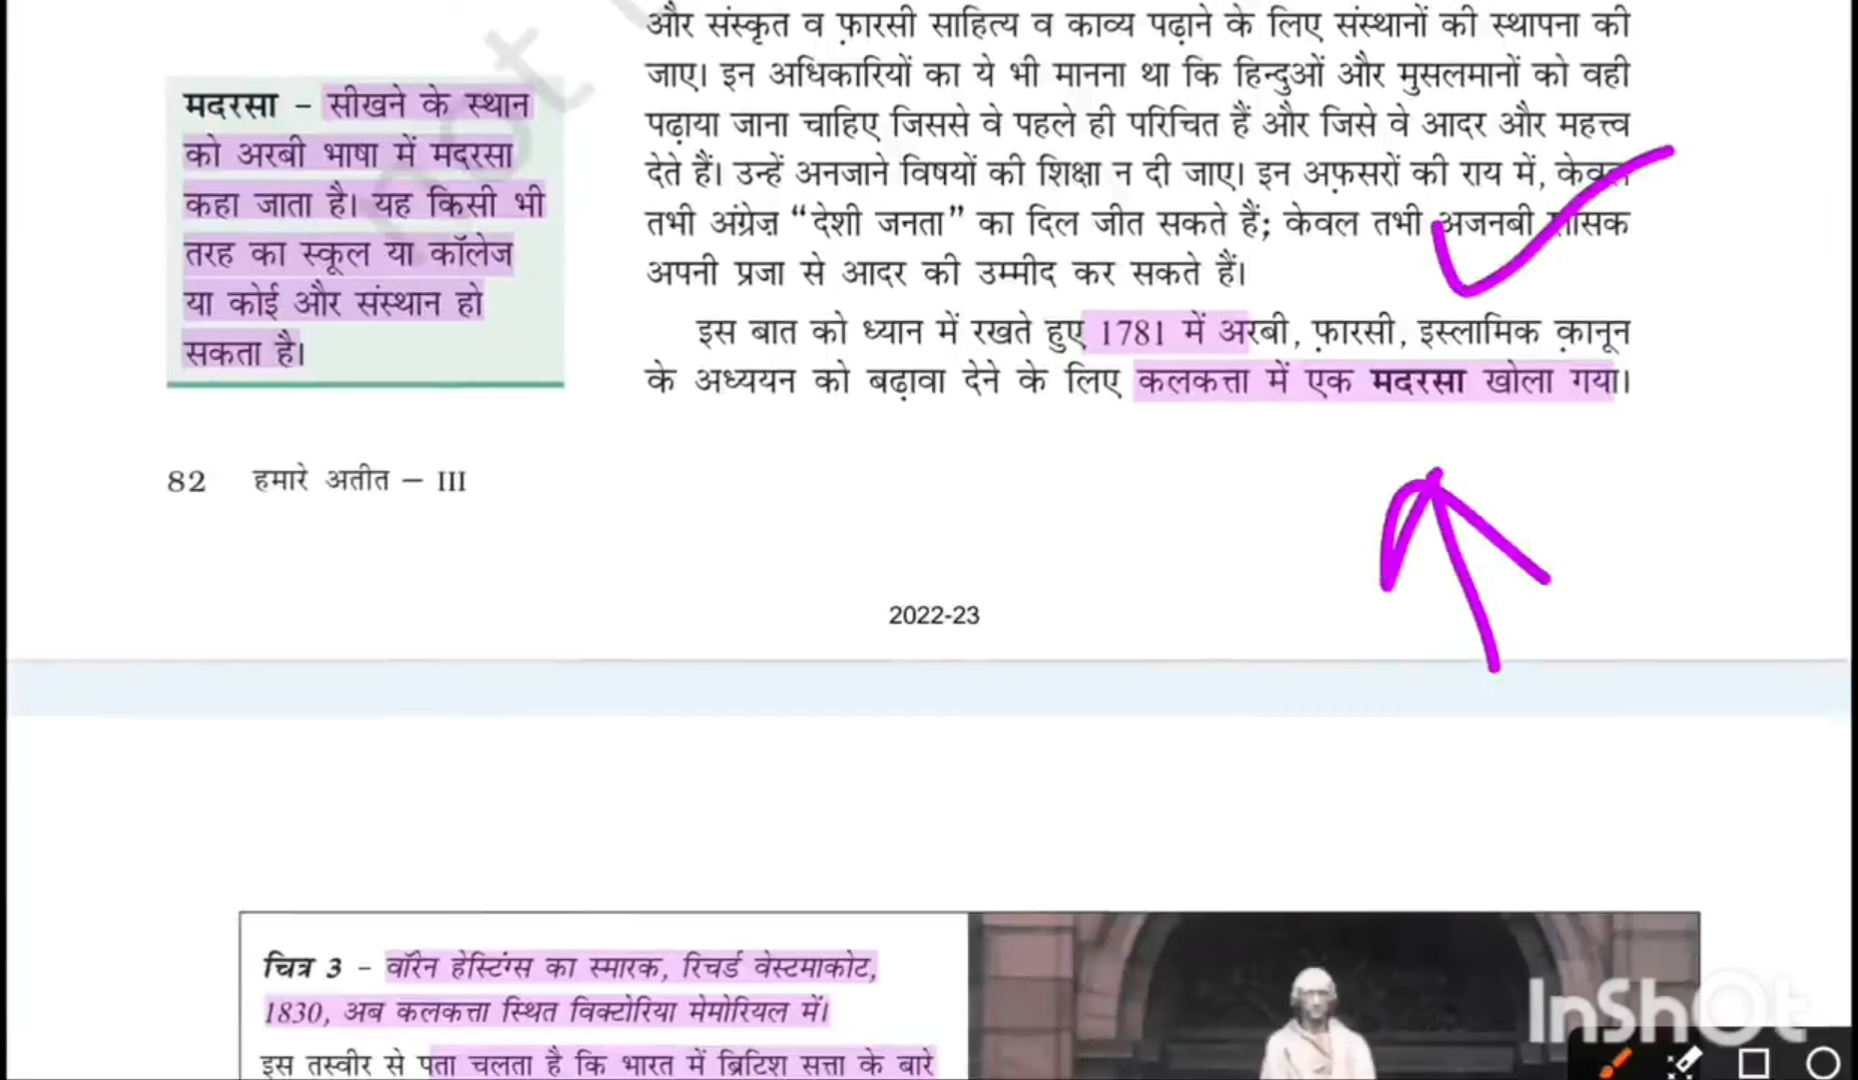 और संस्कृत व फ़ारसी साहित्य व काव्य पढ़ाने के लिए संस्थानों की स्थापना की
जाए। इन अधिकारियों का ये भी मानना था कि हिन्दुओं और मुसलमानों को वही
पढ़ाया जाना चाहिए जिससे वे पहले ही परिचित हैं और जिसे वे आदर और महत्त्व
देते हैं। उन्हें अनजाने विषयों की शिक्षा न दी जाए। इन अफ़सरों की राय में, केवल
तभी अंग्रेज़ “देशी जनता” का दिल जीत सकते हैं; केवल तभी अजनबी शासक
अपनी प्रजा से आदर की उम्मीद कर सकते हैं।
इस बात को ध्यान में रखते हुए 1781 में अरबी, फ़ारसी, इस्लामिक क़ानून
के अध्ययन को बढ़ावा देने के लिए कलकत्ता में एक मदरसा खोला गया।
मदरसा – सीखने के स्थान
को अरबी भाषा में मदरसा
कहा जाता है। यह किसी भी
तरह का स्कूल या कॉलेज
या कोई और संस्थान हो
सकता है।
not
82 हमारे अतीत – III
2022-23
चित्र 3 – वॉरेन हेस्टिंग्स का स्मारक, रिचर्ड वेस्टमाकोट,
1830, अब कलकत्ता स्थित विक्टोरिया मेमोरियल में।
इस तस्वीर से पता चलता है कि भारत में ब्रिटिश सत्ता के बारे
InShOt